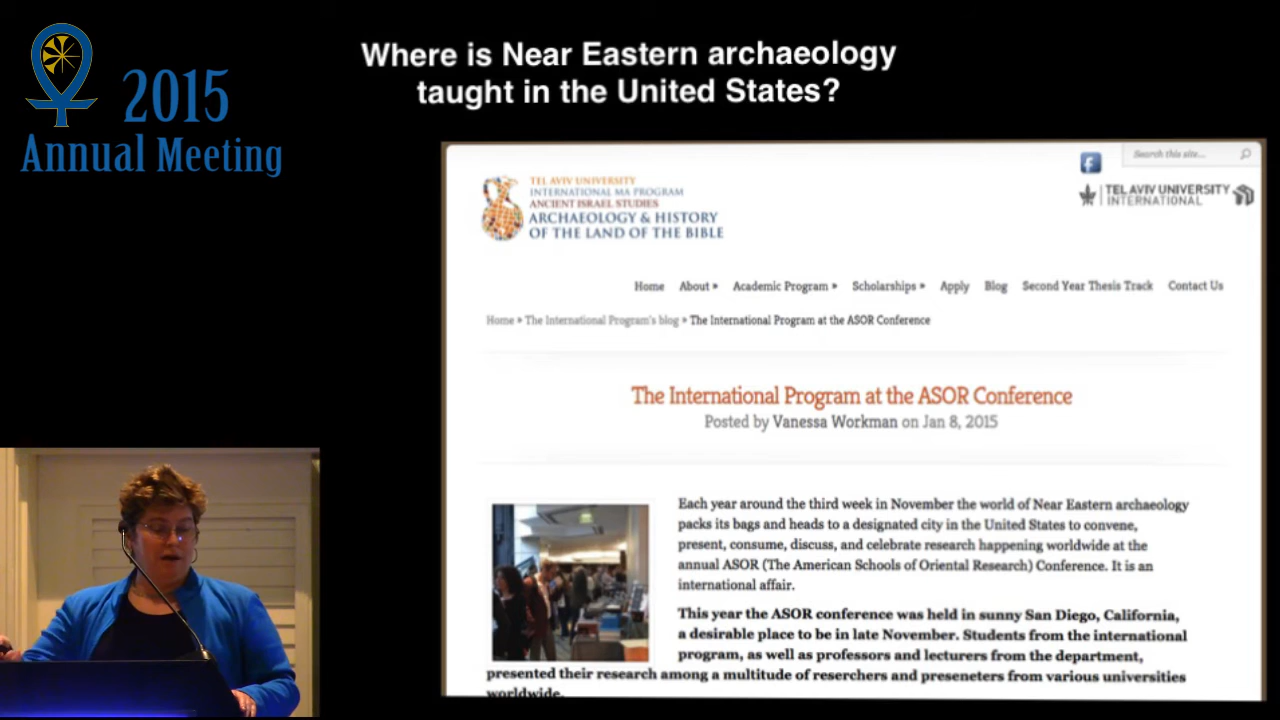 2015
Annual Meeting
Where is Near Eastern archaeology
taught in the United States?
f
Search this site...
TEL AVIV UNIVERSITY
INTERNATIONAL MA PROGRAM
ANCIENT ISRAEL STUDIES
ARCHAEOLOGY & HISTORY
OF THE LAND OF THE BIBLE
TEL AVIV UNIVERSITY
INTERNATIONAL
Home About » Academic Program » Scholarships » Apply Blog Second Year Thesis Track Contact Us
Home » The International Program's blog » The International Program at the ASOR Conference
The International Program at the ASOR Conference
Posted by Vanessa Workman on Jan 8, 2015
Each year around the third week in November the world of Near Eastern archaeology
packs its bags and heads to a designated city in the United States to convene,
present, consume, discuss, and celebrate research happening worldwide at the
annual ASOR (The American Schools of Oriental Research) Conference. It is an
international affair.
This year the ASOR conference was held in sunny San Diego, California,
a desirable place to be in late November. Students from the international
program, as well as professors and lecturers from the department,
presented their research among a multitude of reserchers and preseneters from various universities
worldwide.